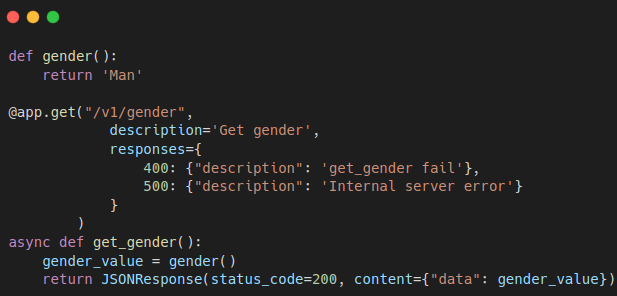 def gender():
    return 'Man'

@app.get("/v1/gender",
            description='Get gender',
            responses={
                400: {"description": 'get_gender fail'},
                500: {"description": 'Internal server error'}
            }
        )
async def get_gender():
    gender_value = gender()
    return JSONResponse(status_code=200, content={"data": gender_value})